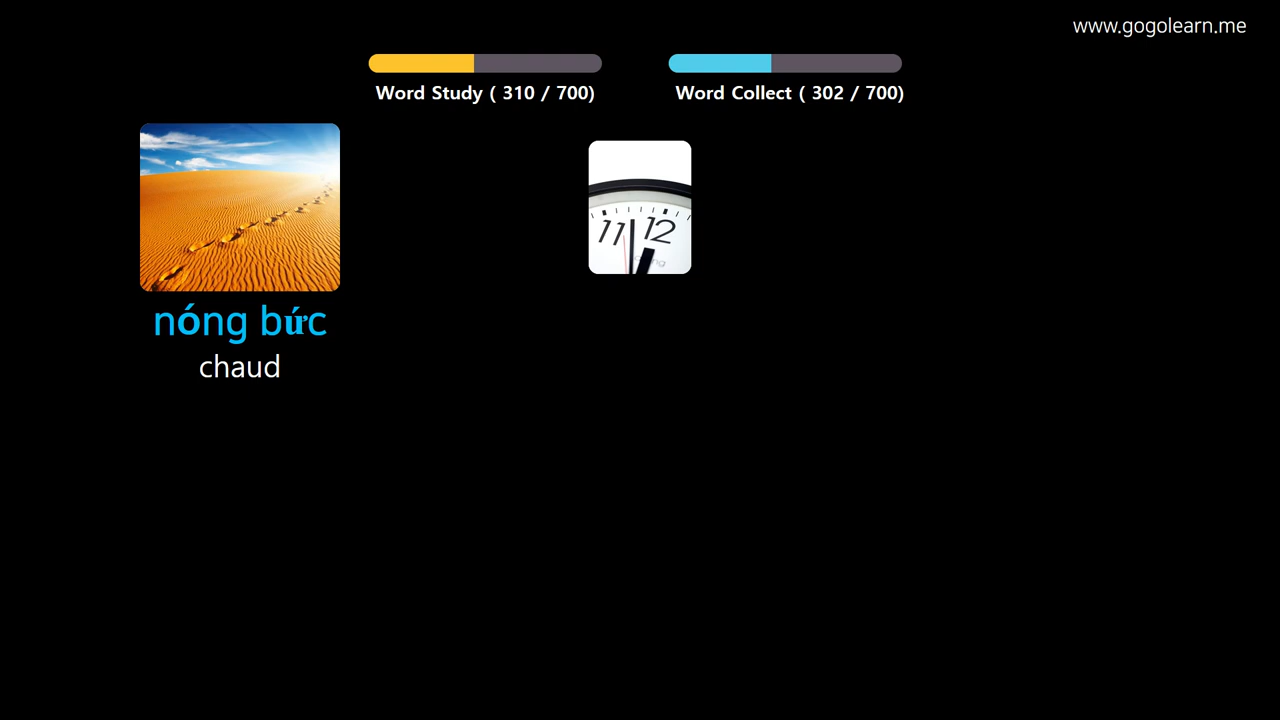 www.gogolearn.me
Word Study ( 310 / 700)
Word Collect ( 302 / 700)
11 12
nóng bức
chaud